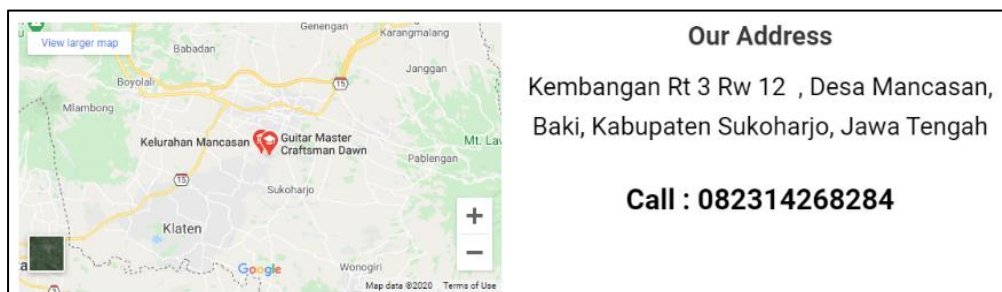 View larger map
Genengan
Karangmalang
Babadan
Janggan
Boyolali
15
Mlambong
Kelurahan Mancasan
Guitar Master
Craftsman Dawn
Mt. Law
Pablengan
15
Sukoharjo
Klaten
Google
Wonogiri
Map data ©2020 Terms of Use
Our Address
Kembangan Rt 3 Rw 12 , Desa Mancasan,
Baki, Kabupaten Sukoharjo, Jawa Tengah
Call : 082314268284